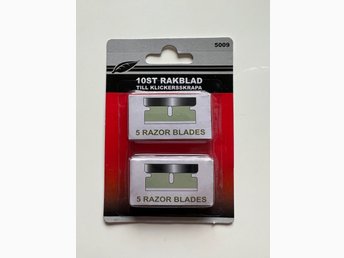 5009
10ST RAKBLAD
TILL KLICKERSSKRAPA
5 RAZOR BLADES
5 RAZOR BLADES